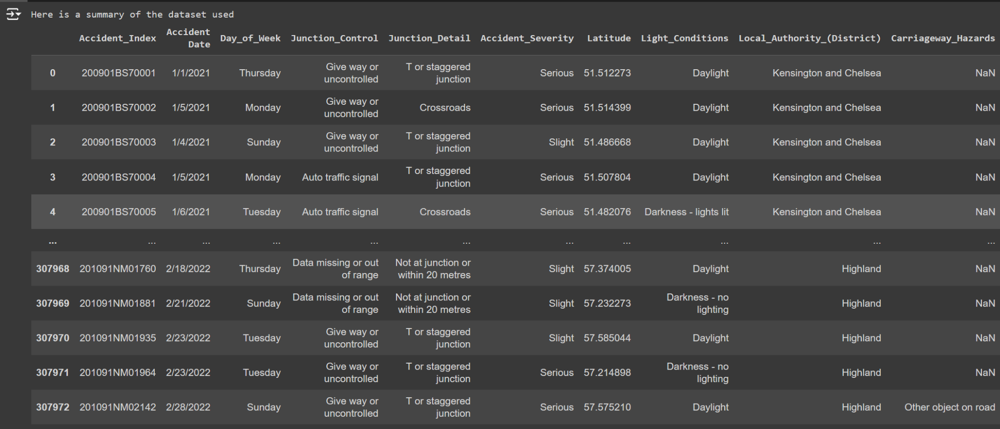 Here is a summary of the dataset used
Accident_Index Accident Date Day_of_Week Junction_Control Junction_Detail Accident_Severity Latitude Light_Conditions Local_Authority_(District) Carriageway_Hazards
0 200901BS70001 1/1/2021 Thursday Give way or uncontrolled T or staggered junction Serious 51.512273 Daylight Kensington and Chelsea NaN
1 200901BS70002 1/5/2021 Monday Give way or uncontrolled Crossroads Serious 51.514399 Daylight Kensington and Chelsea NaN
2 200901BS70003 1/4/2021 Sunday Give way or uncontrolled T or staggered junction Slight 51.486668 Daylight Kensington and Chelsea NaN
3 200901BS70004 1/5/2021 Monday Auto traffic signal T or staggered junction Serious 51.507804 Daylight Kensington and Chelsea NaN
4 200901BS70005 1/6/2021 Tuesday Auto traffic signal Crossroads Serious 51.482076 Darkness - lights lit Kensington and Chelsea NaN
... ... ... ... ... ... ... ... ... ... ...
307968 201091NM01760 2/18/2022 Thursday Data missing or out of range Not at junction or within 20 metres Slight 57.374005 Daylight Highland NaN
307969 201091NM01881 2/21/2022 Sunday Data missing or out of range Not at junction or within 20 metres Slight 57.232273 Darkness - no lighting Highland NaN
307970 201091NM01935 2/23/2022 Tuesday Give way or uncontrolled T or staggered junction Slight 57.585044 Daylight Highland NaN
307971 201091NM01964 2/23/2022 Tuesday Give way or uncontrolled T or staggered junction Serious 57.214898 Darkness - no lighting Highland NaN
307972 201091NM02142 2/28/2022 Sunday Give way or uncontrolled T or staggered junction Serious 57.575210 Daylight Highland Other object on road